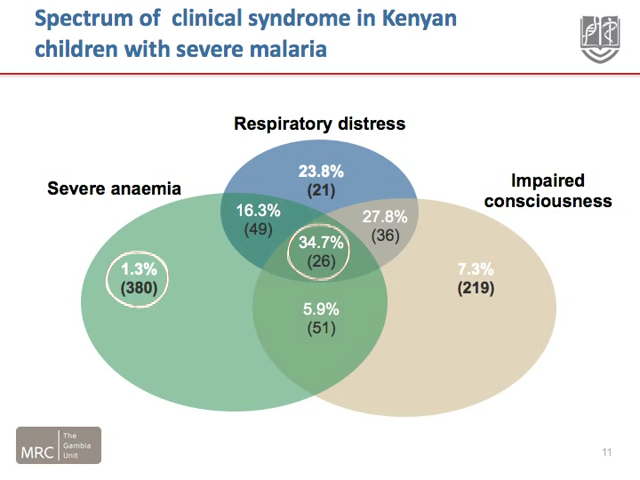 Spectrum of clinical syndrome in Kenyan
children with severe malaria
Respiratory distress
Severe anaemia
Impaired
consciousness
23.8%
(21)
16.3%
(49)
27.8%
(36)
34.7%
(26)
1.3%
(380)
7.3%
(219)
5.9%
(51)
MRC
The
Gambia
Unit
11